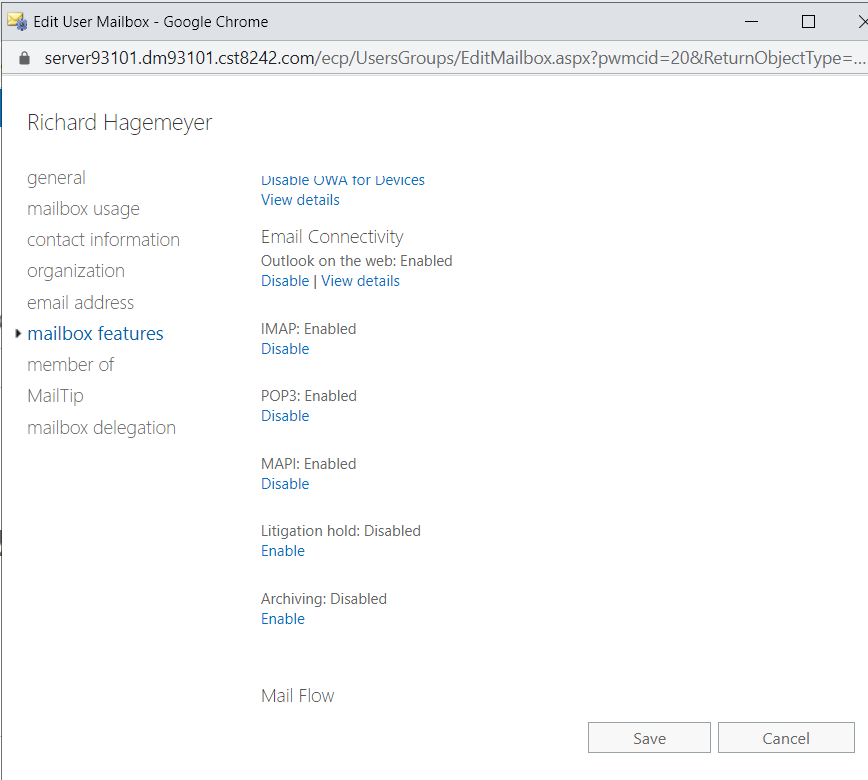 Edit User Mailbox - Google Chrome
server93101.dm93101.cst8242.com/ecp/UsersGroups/EditMailbox.aspx?pwmcid=20&ReturnObjectType=...
Richard Hagemeyer
general
mailbox usage
contact information
organization
email address
mailbox features
member of
MailTip
mailbox delegation
Disable OWA for Devices
View details
Email Connectivity
Outlook on the web: Enabled
Disable | View details
IMAP: Enabled
Disable
POP3: Enabled
Disable
MAPI: Enabled
Disable
Litigation hold: Disabled
Enable
Archiving: Disabled
Enable
Mail Flow
Save Cancel